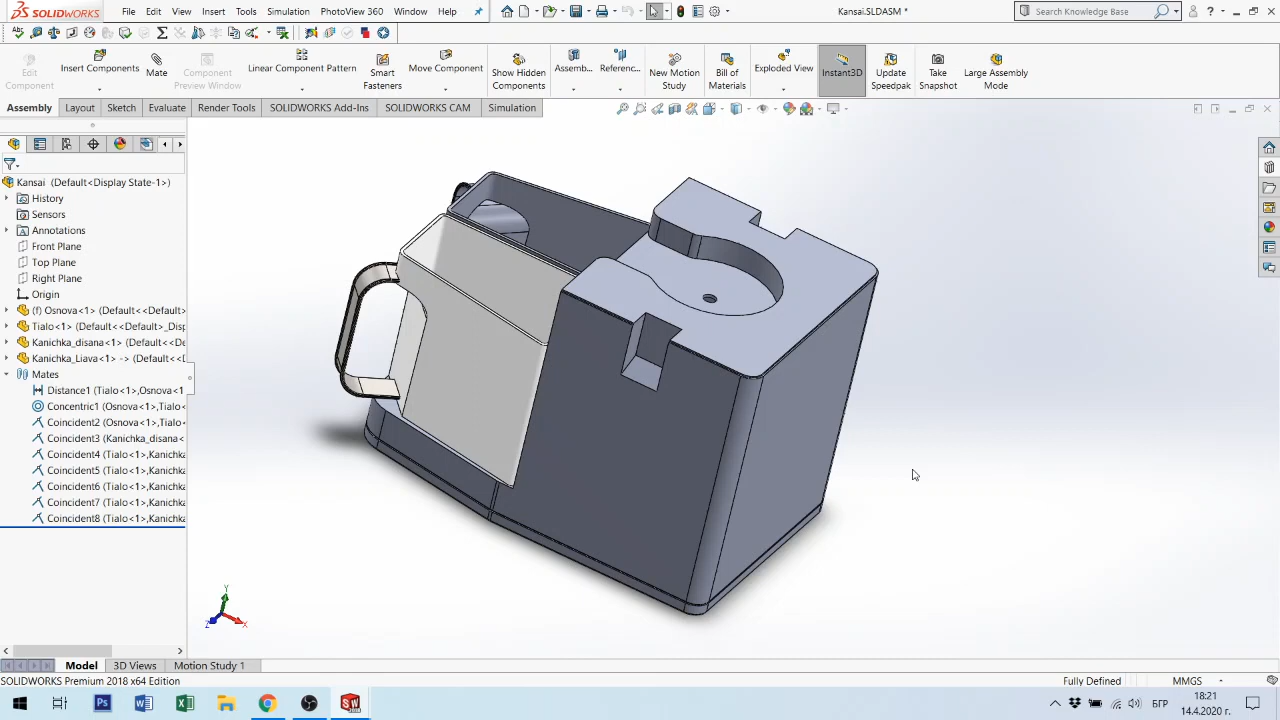 SOLIDWORKS File Edit View Insert Tools Simulation PhotoView 360 Window Help Kansai.SLDASM * Search Knowledge Base
Edit Component
Insert Components
Mate
Component Preview Window
Linear Component Pattern
Smart Fasteners
Move Component
Show Hidden Components
Assemb...
Referenc...
New Motion Study
Bill of Materials
Exploded View
Instant3D
Update Speedpak
Take Snapshot
Large Assembly Mode
Assembly Layout Sketch Evaluate Render Tools SOLIDWORKS Add-Ins SOLIDWORKS CAM Simulation
Kansai (Default<Display State-1>)
History
Sensors
Annotations
Front Plane
Top Plane
Right Plane
Origin
(f) Osnova<1> (Default<<Default>
Tialo<1> (Default<<Default>_Disp
Kanichka_disana<1> (Default<<D
Kanichka_Liava<1> -> (Default<<D
Mates
Distance1 (Tialo<1>,Osnova<1
Concentric1 (Osnova<1>,Tialo
Coincident2 (Osnova<1>,Tialo
Coincident3 (Kanichka_disana<
Coincident4 (Tialo<1>,Kanichka
Coincident5 (Tialo<1>,Kanichka
Coincident6 (Tialo<1>,Kanichka
Coincident7 (Tialo<1>,Kanichka
Coincident8 (Tialo<1>,Kanichka
Y
X
Z
Model 3D Views Motion Study 1
SOLIDWORKS Premium 2018 x64 Edition Fully Defined MMGS
БГР 18:21
14.4.2020 г.